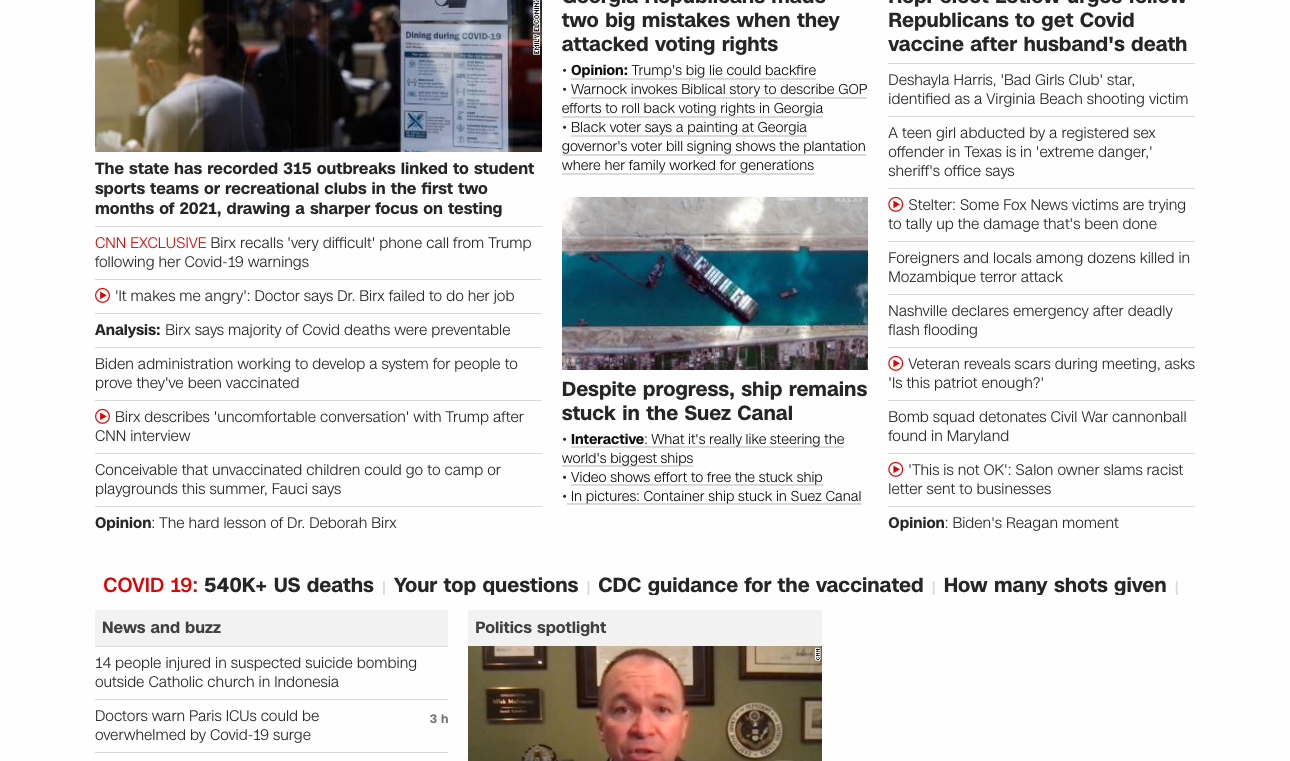 EMILY ELCONIN/
Dining during COVID-19
The state has recorded 315 outbreaks linked to student
sports teams or recreational clubs in the first two
months of 2021, drawing a sharper focus on testing
CNN EXCLUSIVE Birx recalls 'very difficult' phone call from Trump
following her Covid-19 warnings
'It makes me angry': Doctor says Dr. Birx failed to do her job
Analysis: Birx says majority of Covid deaths were preventable
Biden administration working to develop a system for people to
prove they've been vaccinated
Birx describes 'uncomfortable conversation' with Trump after
CNN interview
Conceivable that unvaccinated children could go to camp or
playgrounds this summer, Fauci says
Opinion: The hard lesson of Dr. Deborah Birx
Georgia Republicans made
two big mistakes when they
attacked voting rights
• Opinion: Trump's big lie could backfire
• Warnock invokes Biblical story to describe GOP
efforts to roll back voting rights in Georgia
• Black voter says a painting at Georgia
governor's voter bill signing shows the plantation
where her family worked for generations
MAXAR
Despite progress, ship remains
stuck in the Suez Canal
• Interactive: What it's really like steering the
world's biggest ships
• Video shows effort to free the stuck ship
• In pictures: Container ship stuck in Suez Canal
Rep.-elect Letlow urges fellow
Republicans to get Covid
vaccine after husband's death
Deshayla Harris, 'Bad Girls Club' star,
identified as a Virginia Beach shooting victim
A teen girl abducted by a registered sex
offender in Texas is in 'extreme danger,'
sheriff's office says
Stelter: Some Fox News victims are trying
to tally up the damage that's been done
Foreigners and locals among dozens killed in
Mozambique terror attack
Nashville declares emergency after deadly
flash flooding
Veteran reveals scars during meeting, asks
'Is this patriot enough?'
Bomb squad detonates Civil War cannonball
found in Maryland
'This is not OK': Salon owner slams racist
letter sent to businesses
Opinion: Biden's Reagan moment
COVID 19: 540K+ US deaths | Your top questions | CDC guidance for the vaccinated | How many shots given |
News and buzz
14 people injured in suspected suicide bombing
outside Catholic church in Indonesia
Doctors warn Paris ICUs could be
overwhelmed by Covid-19 surge
3 h
Politics spotlight
CNN
Mick Mulvaney